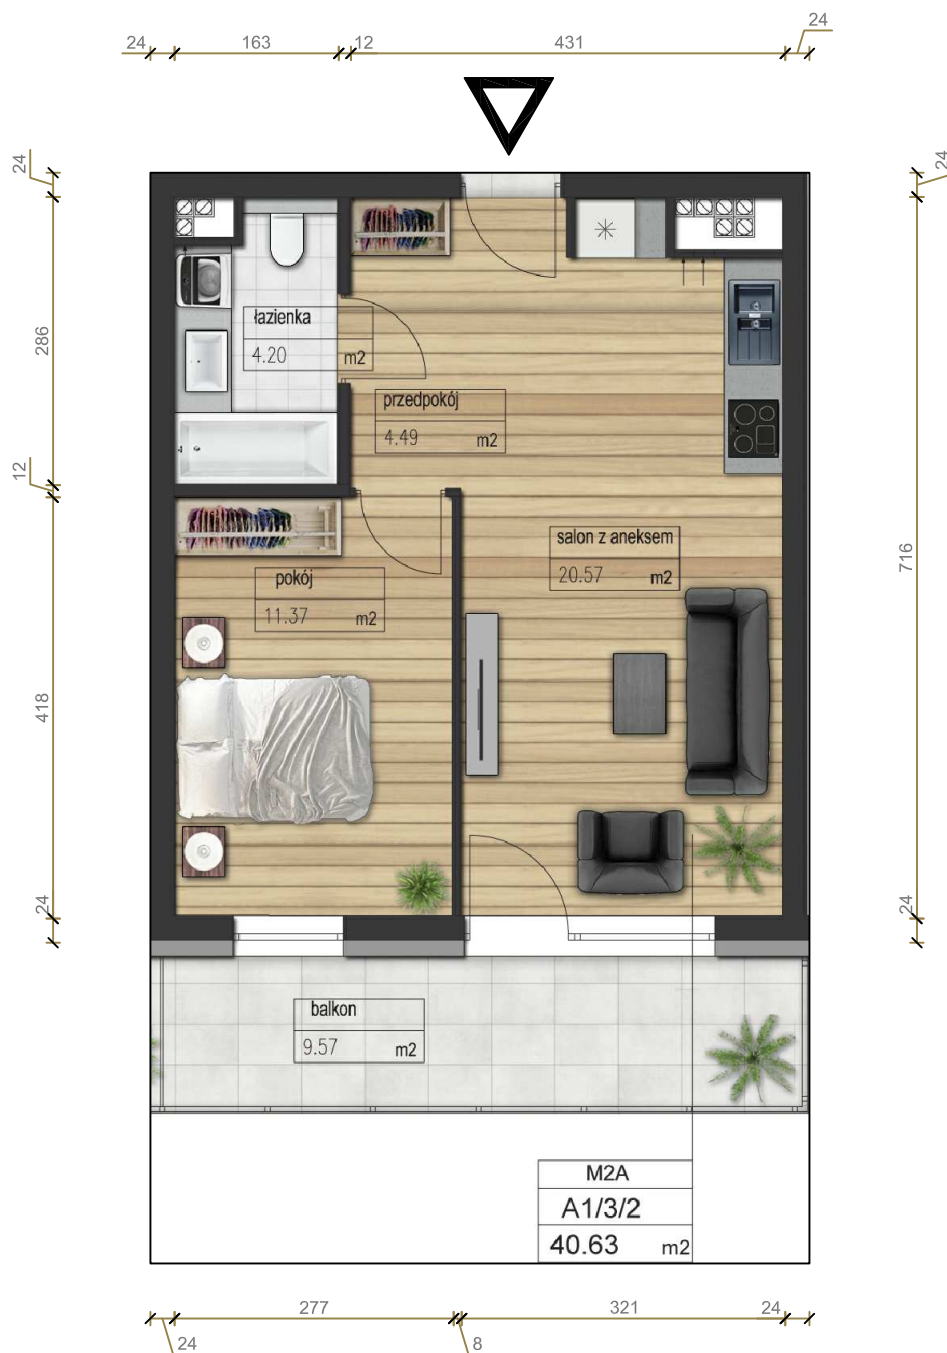 24
163
12
431
24
24
24
łazienka
4.20 m2
286
przedpokój
4.49 m2
12
salon z aneksem
20.57 m2
716
pokój
11.37 m2
418
24
24
balkon
9.57 m2
M2A
A1/3/2
40.63 m2
277
321
24
24
8